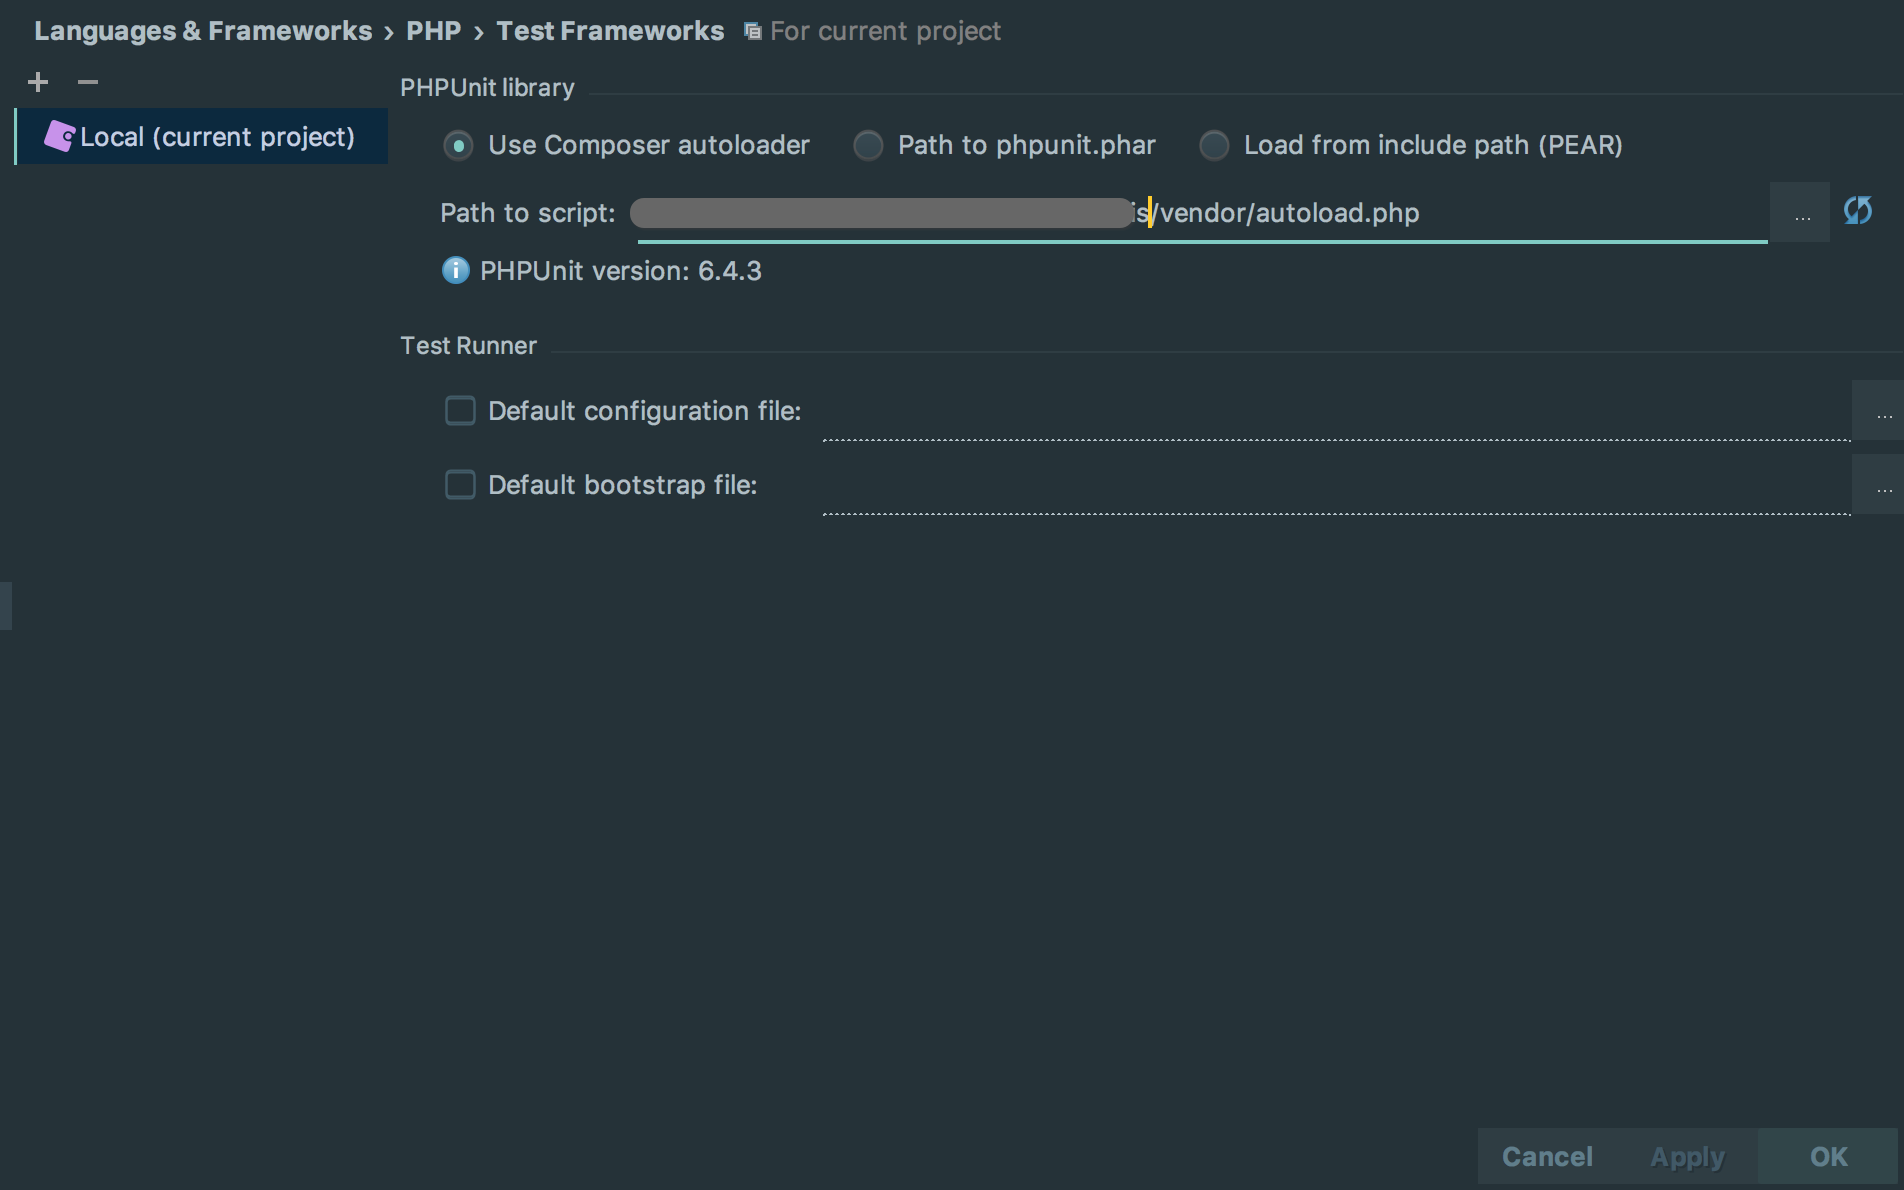 Languages & Frameworks › PHP › Test Frameworks For current project
Local (current project)
PHPUnit library
Use Composer autoloader Path to phpunit.phar Load from include path (PEAR)
Path to script: is/vendor/autoload.php ...
PHPUnit version: 6.4.3
Test Runner
Default configuration file: ...
Default bootstrap file: ...
Cancel Apply OK